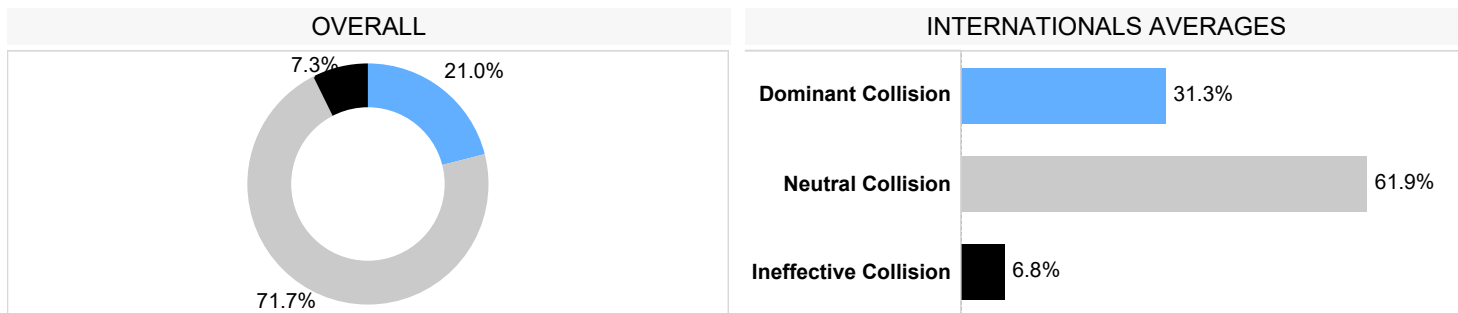 OVERALL
7.3%
21.0%
71.7%
INTERNATIONALS AVERAGES
Dominant Collision 31.3%
Neutral Collision 61.9%
Ineffective Collision 6.8%